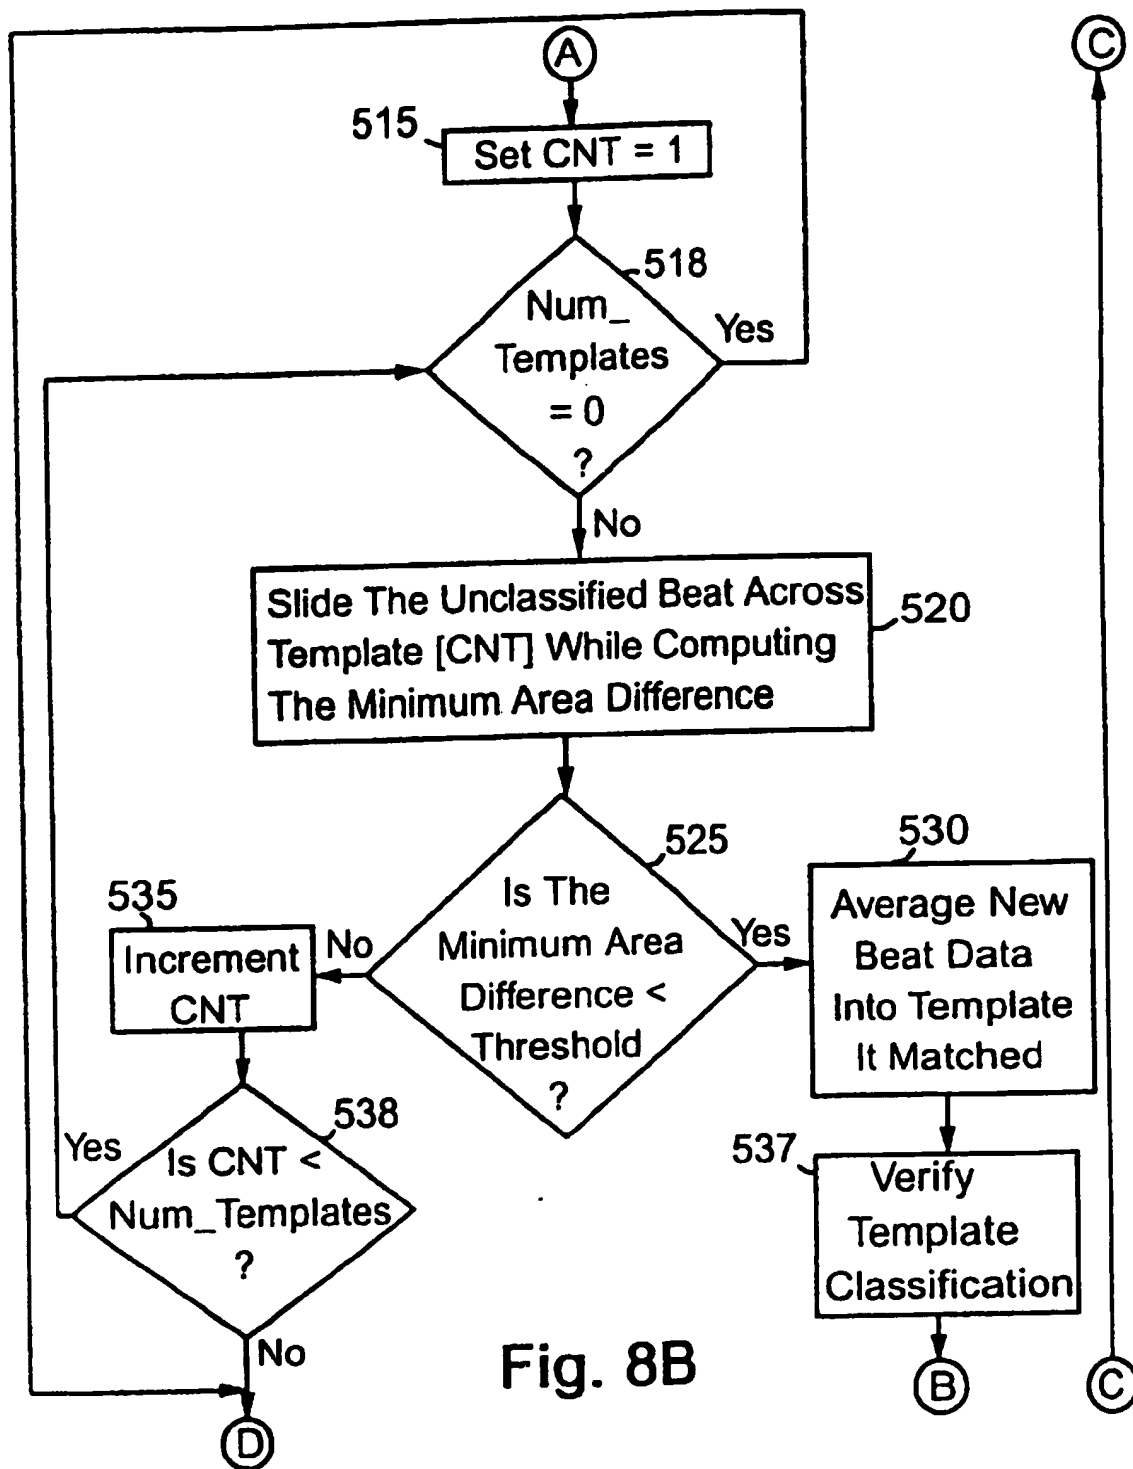 A
C
515
Set CNT = 1
518
Num_
Templates
= 0
?
Yes
No
Slide The Unclassified Beat Across
Template [CNT] While Computing
The Minimum Area Difference
520
525
Is The
Minimum Area
Difference <
Threshold
?
Yes
No
530
Average New
Beat Data
Into Template
It Matched
535
Increment
CNT
538
Is CNT <
Num_Templates
?
Yes
No
537
Verify
Template
Classification
Fig. 8B
B
C
D